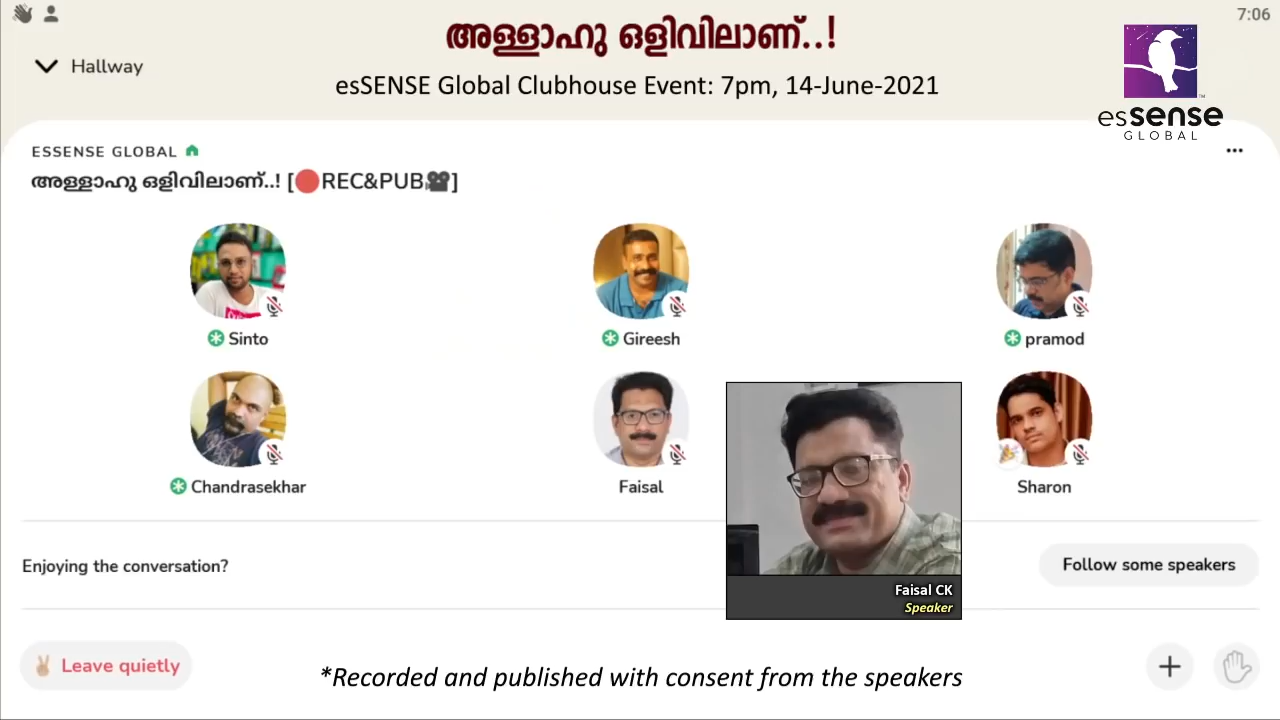 7:06
അള്ളാഹു ഒളിവിലാണ്..!
Hallway
esSENSE Global Clubhouse Event: 7pm, 14-June-2021
essense
GLOBAL
ESSENSE GLOBAL
അള്ളാഹു ഒളിവിലാണ്..! [🔴REC&PUB🎥]
Sinto
Gireesh
pramod
Chandrasekhar
Faisal
Sharon
Enjoying the conversation?
Follow some speakers
Faisal CK
Speaker
Leave quietly
*Recorded and published with consent from the speakers